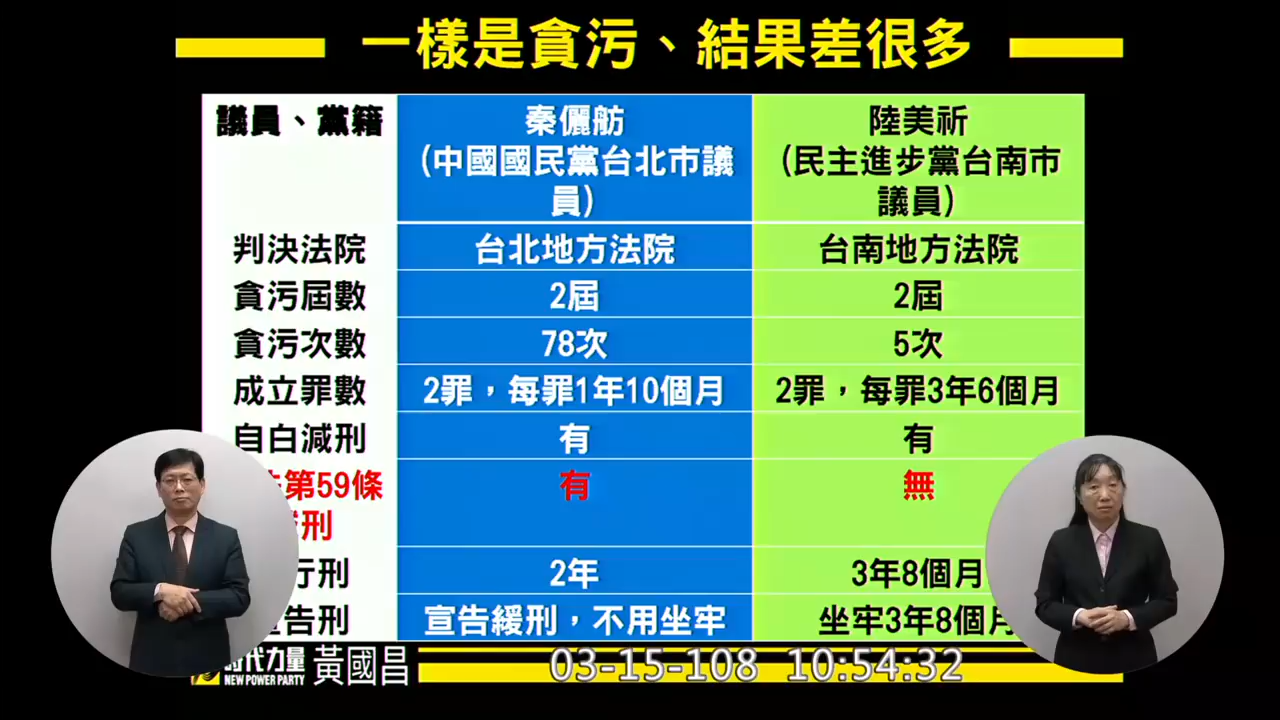 一樣是貪污、結果差很多
議員、黨籍
秦儷舫
(中國國民黨台北市議
員)
陸美祈
(民主進步黨台南市
議員)
判決法院 台北地方法院 台南地方法院
貪污屆數 2屆 2屆
貪污次數 78次 5次
成立罪數 2罪，每罪1年10個月 2罪，每罪3年6個月
自白減刑 有 有
第59條 有 無
刑
行刑 2年 3年8個月
告刑 宣告緩刑，不用坐牢 坐牢3年8個月
時代力量 黃國昌 03-15-108 10:54:32
NEW POWER PARTY